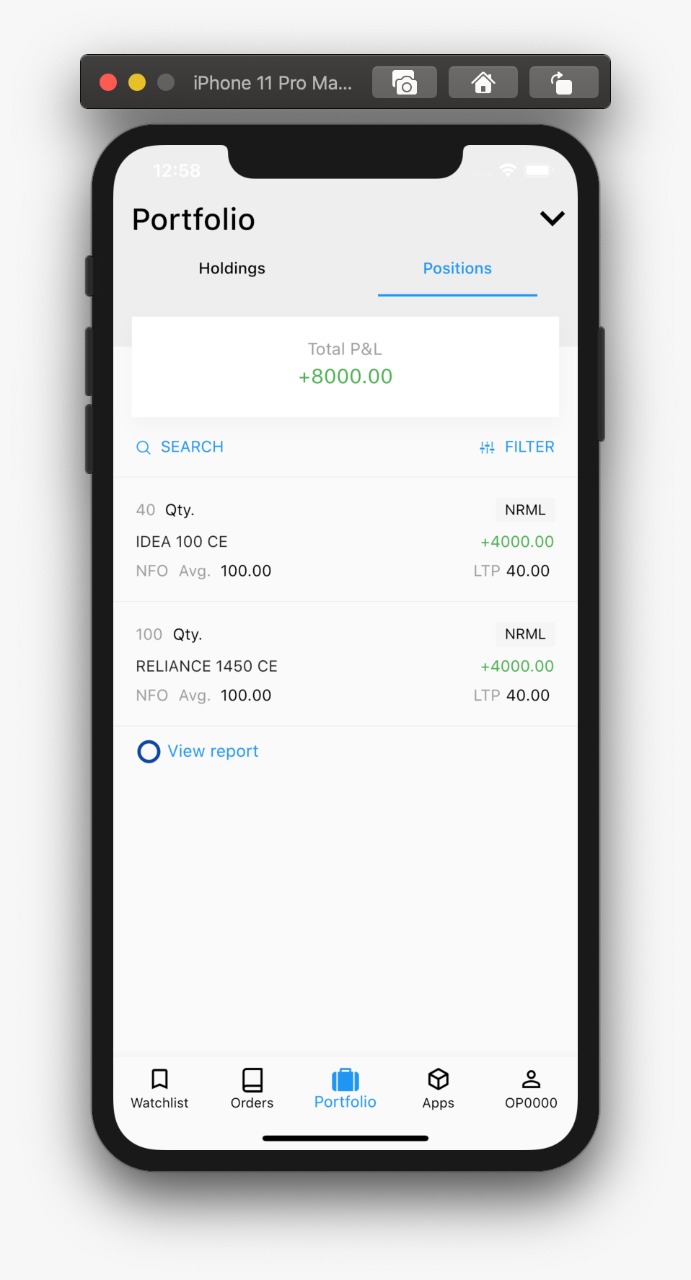 iPhone 11 Pro Ma...
12:58
Portfolio
Holdings Positions
Total P&L
+8000.00
SEARCH FILTER
40 Qty. NRML
IDEA 100 CE +4000.00
NFO Avg. 100.00 LTP 40.00
100 Qty. NRML
RELIANCE 1450 CE +4000.00
NFO Avg. 100.00 LTP 40.00
View report
Watchlist Orders Portfolio Apps OP0000